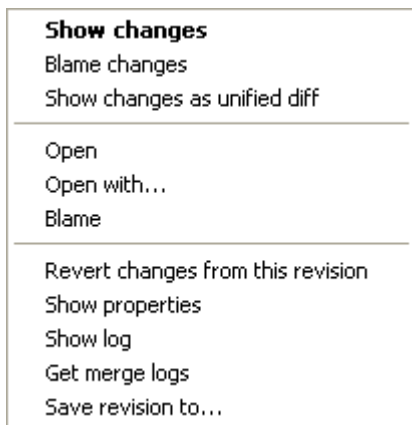 Show changes
Blame changes
Show changes as unified diff
Open
Open with...
Blame
Revert changes from this revision
Show properties
Show log
Get merge logs
Save revision to...